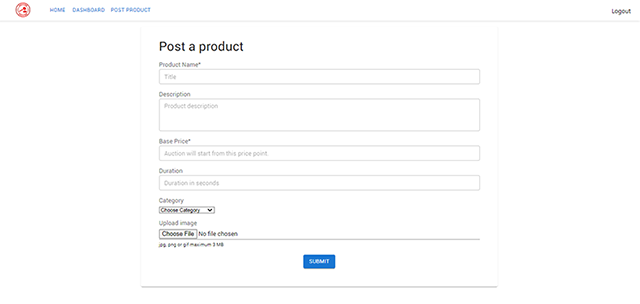 HOME DASHBOARD POST PRODUCT Logout
Post a product
Product Name*
Title
Description
Product description
Base Price*
Auction will start from this price point.
Duration
Duration in seconds
Category
Choose Category
Upload image
Choose File No file chosen
jpg, png or gif maximum 3 MB
SUBMIT